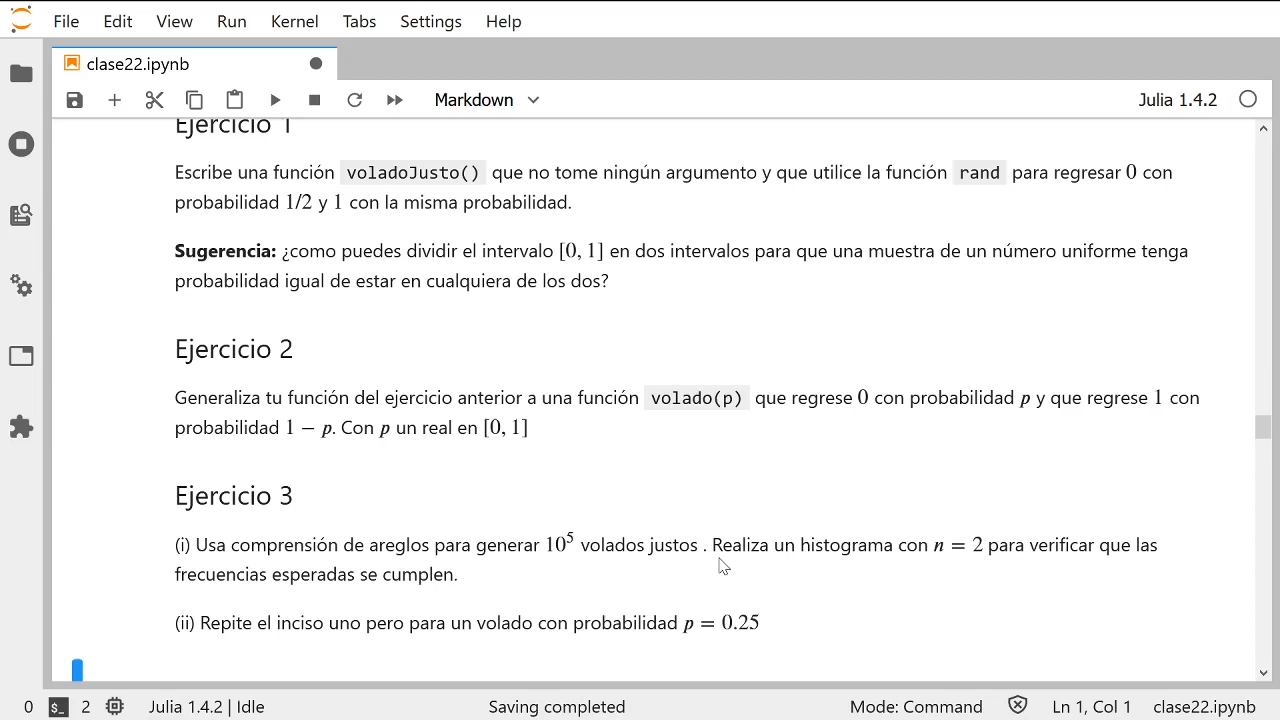 File Edit View Run Kernel Tabs Settings Help
clase22.ipynb
Markdown Julia 1.4.2
Ejercicio 1
Escribe una función voladoJusto() que no tome ningún argumento y que utilice la función rand para regresar 0 con
probabilidad 1/2 y 1 con la misma probabilidad.
Sugerencia: ¿como puedes dividir el intervalo [0, 1] en dos intervalos para que una muestra de un número uniforme tenga
probabilidad igual de estar en cualquiera de los dos?
Ejercicio 2
Generaliza tu función del ejercicio anterior a una función volado(p) que regrese 0 con probabilidad p y que regrese 1 con
probabilidad 1 − p. Con p un real en [0, 1]
Ejercicio 3
(i) Usa comprensión de areglos para generar 10⁵ volados justos . Realiza un histograma con n = 2 para verificar que las
frecuencias esperadas se cumplen.
(ii) Repite el inciso uno pero para un volado con probabilidad p = 0.25
0 $_ 2 Julia 1.4.2 | Idle Saving completed Mode: Command Ln 1, Col 1 clase22.ipynb